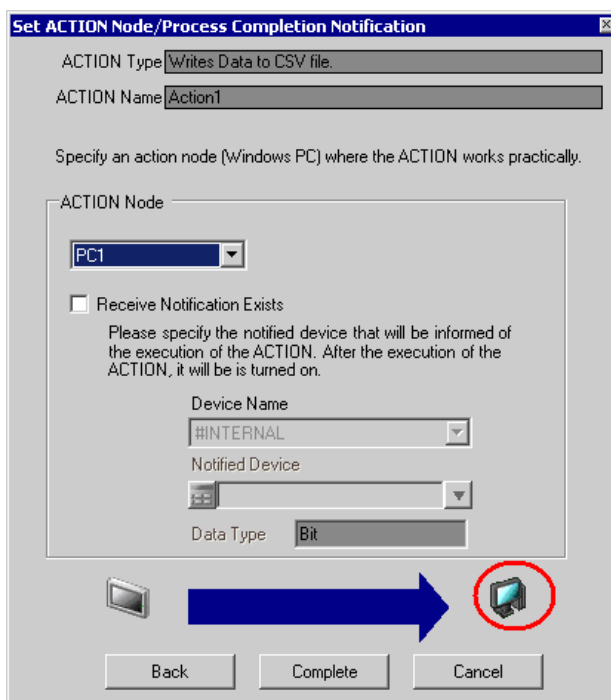 Set ACTION Node/Process Completion Notification
ACTION Type Writes Data to CSV file.
ACTION Name Action1
Specify an action node (Windows PC) where the ACTION works practically.
ACTION Node
PC1
Receive Notification Exists
Please specify the notified device that will be informed of
the execution of the ACTION. After the execution of the
ACTION, it will be is turned on.
Device Name
#INTERNAL
Notified Device
Data Type Bit
Back Complete Cancel